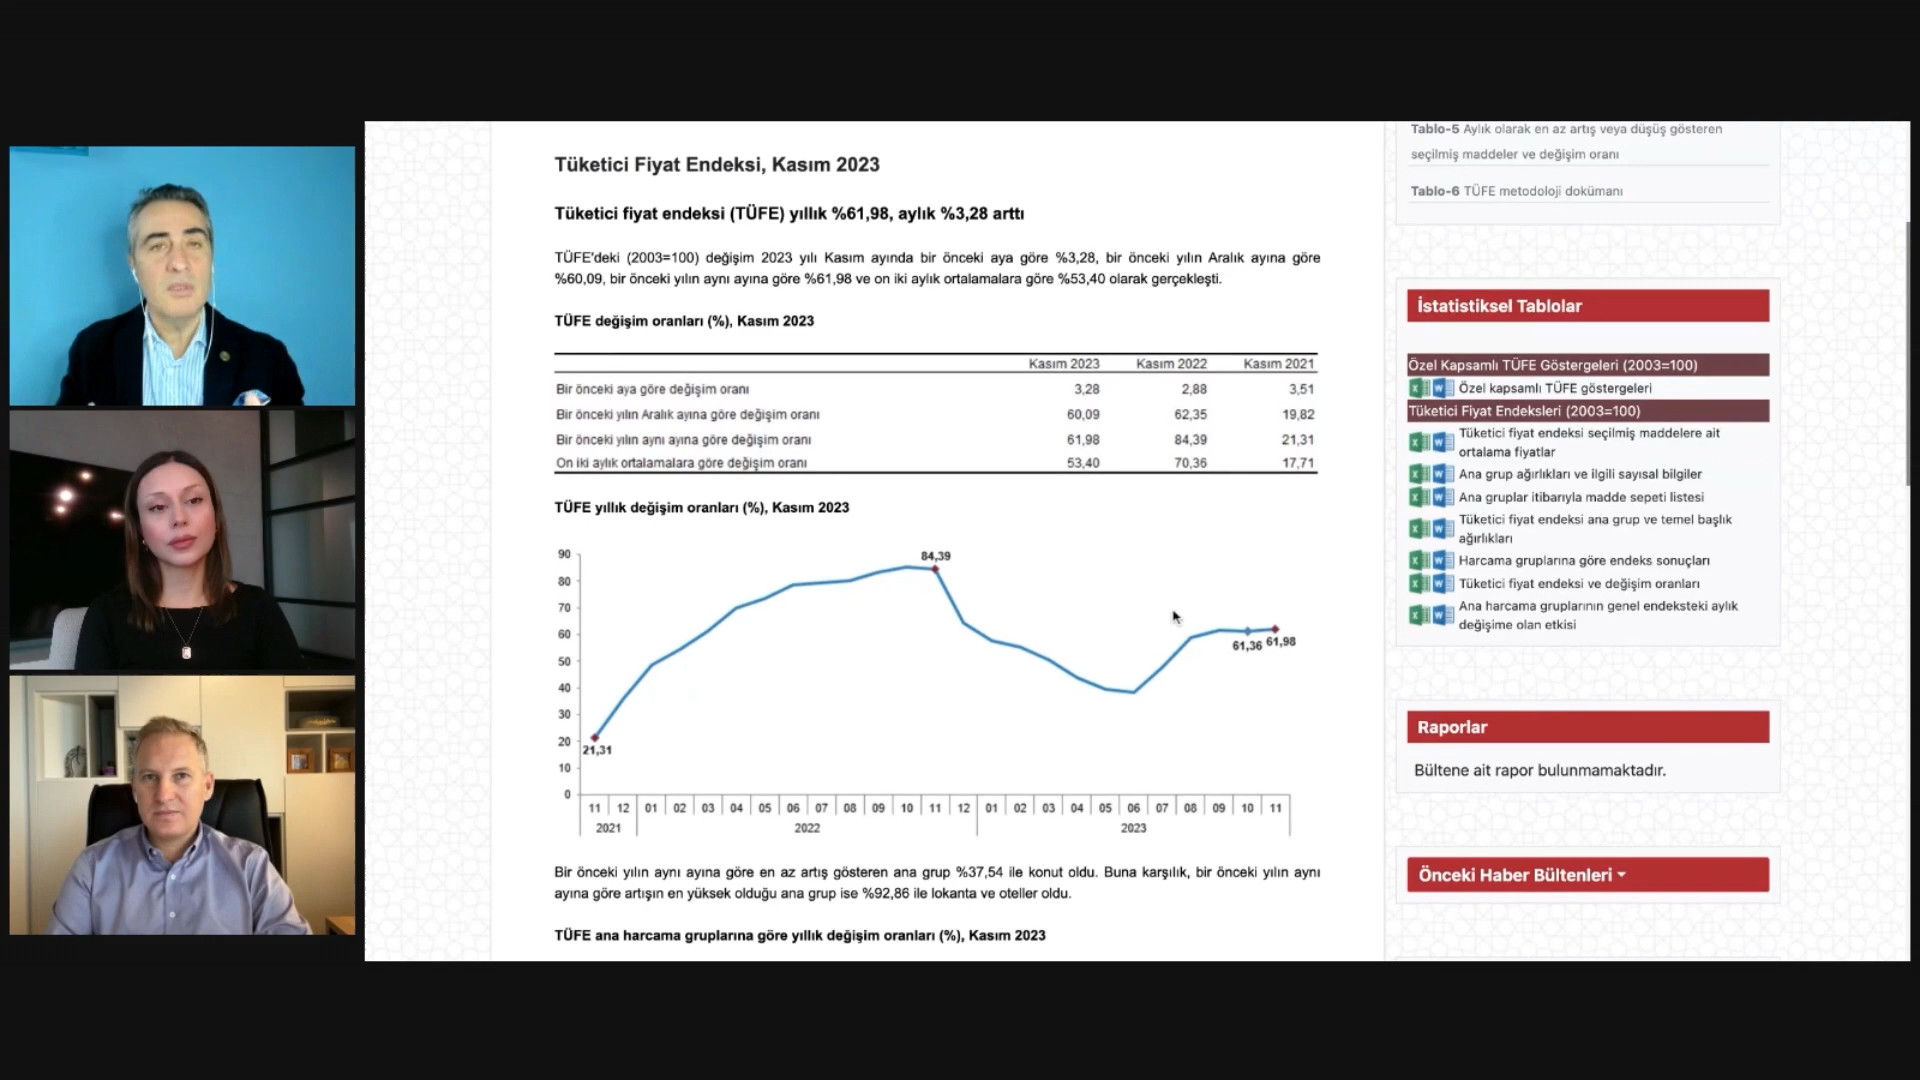 Tüketici Fiyat Endeksi, Kasım 2023
Tüketici fiyat endeksi (TÜFE) yıllık %61,98, aylık %3,28 arttı
TÜFE'deki (2003=100) değişim 2023 yılı Kasım ayında bir önceki aya göre %3,28, bir önceki yılın Aralık ayına göre
%60,09, bir önceki yılın aynı ayına göre %61,98 ve on iki aylık ortalamalara göre %53,40 olarak gerçekleşti.
TÜFE değişim oranları (%), Kasım 2023
Kasım 2023 Kasım 2022 Kasım 2021
Bir önceki aya göre değişim oranı 3,28 2,88 3,51
Bir önceki yılın Aralık ayına göre değişim oranı 60,09 62,35 19,82
Bir önceki yılın aynı ayına göre değişim oranı 61,98 84,39 21,31
On iki aylık ortalamalara göre değişim oranı 53,40 70,36 17,71
TÜFE yıllık değişim oranları (%), Kasım 2023
90
80
70
60
50
40
30
20
10
0
84,39
61,36 61,98
21,31
11 12 01 02 03 04 05 06 07 08 09 10 11 12 01 02 03 04 05 06 07 08 09 10 11
2021 2022 2023
Bir önceki yılın aynı ayına göre en az artış gösteren ana grup %37,54 ile konut oldu. Buna karşılık, bir önceki yılın aynı
ayına göre artışın en yüksek olduğu ana grup ise %92,86 ile lokanta ve oteller oldu.
TÜFE ana harcama gruplarına göre yıllık değişim oranları (%), Kasım 2023
Tablo-5 Aylık olarak en az artış veya düşüş gösteren
seçilmiş maddeler ve değişim oranı
Tablo-6 TÜFE metodoloji dokümanı
İstatistiksel Tablolar
Özel Kapsamlı TÜFE Göstergeleri (2003=100)
Özel kapsamlı TÜFE göstergeleri
Tüketici Fiyat Endeksleri (2003=100)
Tüketici fiyat endeksi seçilmiş maddelere ait
ortalama fiyatlar
Ana grup ağırlıkları ve ilgili sayısal bilgiler
Ana gruplar itibarıyla madde sepeti listesi
Tüketici fiyat endeksi ana grup ve temel başlık
ağırlıkları
Harcama gruplarına göre endeks sonuçları
Tüketici fiyat endeksi ve değişim oranları
Ana harcama gruplarının genel endeksteki aylık
değişime olan etkisi
Raporlar
Bültene ait rapor bulunmamaktadır.
Önceki Haber Bültenleri